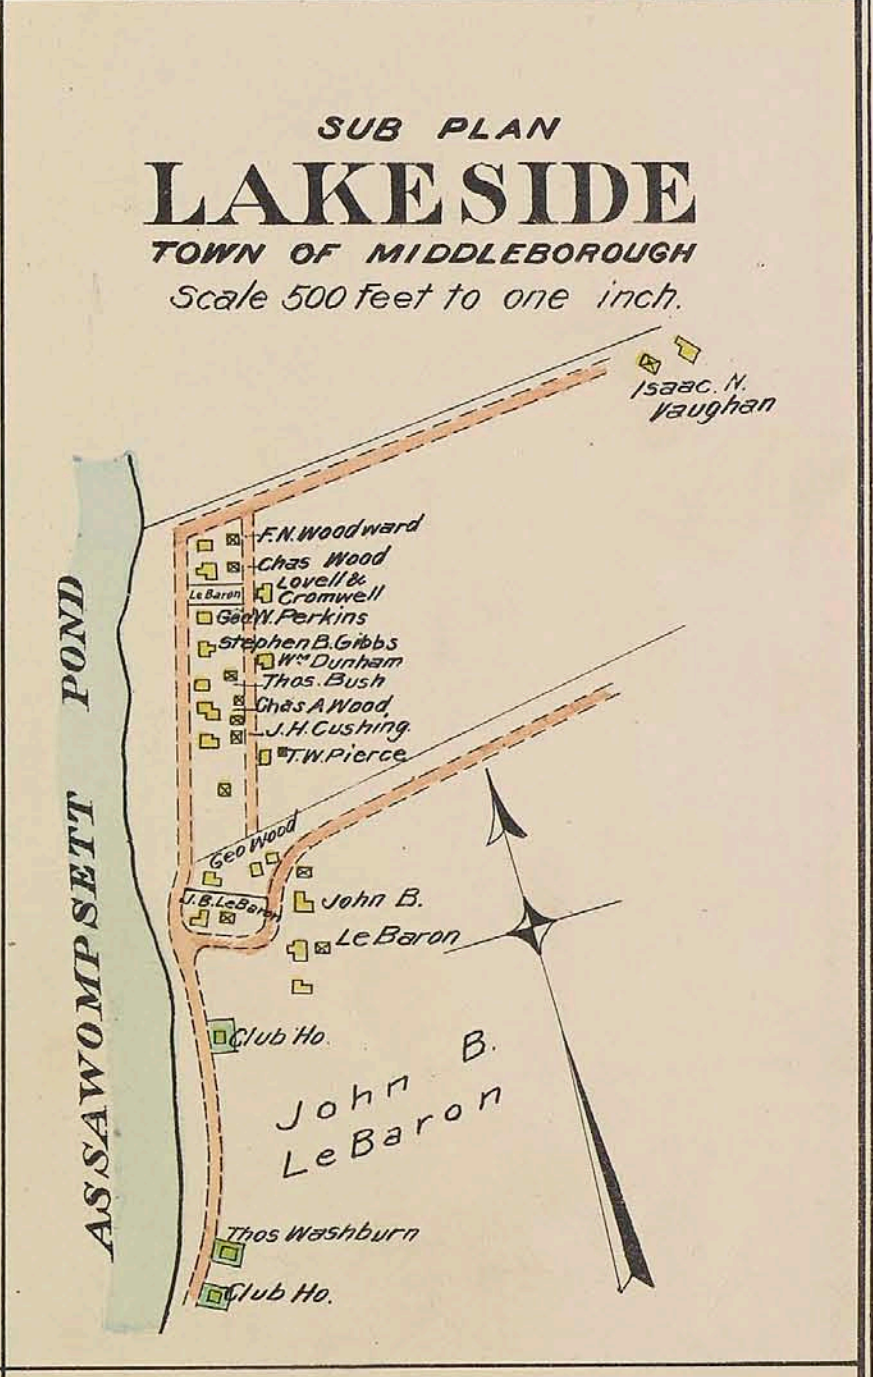 SUB PLAN
LAKESIDE
TOWN OF MIDDLEBOROUGH
Scale 500 feet to one inch.
Isaac. N.
Vaughan
F.N. Woodward
Chas Wood
Lovell &
Cromwell
Le Baron
Geo W. Perkins
Stephen B. Gibbs
Wm Dunham
Thos. Bush
Chas A Wood
J.H. Cushing.
T.W. Pierce
Geo Wood
J.B. LeBaron
John B.
Le Baron
Club Ho.
John B.
LeBaron
Thos Washburn
Club Ho.
ASSAWOMPSETT POND